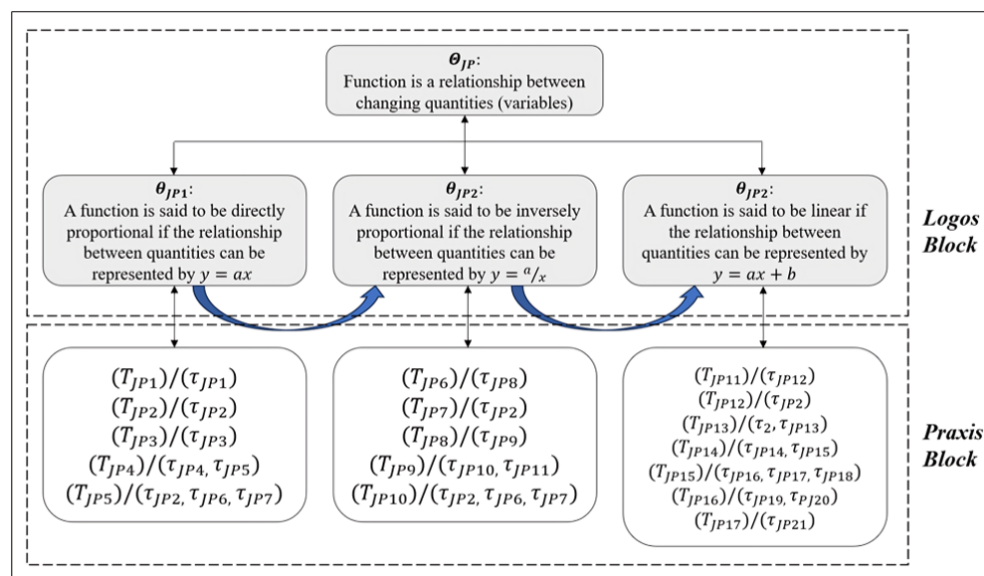 Θ_JP:
Function is a relationship between
changing quantities (variables)
θ_JP1:
A function is said to be directly
proportional if the relationship
between quantities can be
represented by y = ax
θ_JP2:
A function is said to be inversely
proportional if the relationship
between quantities can be
represented by y = a/x
θ_JP2:
A function is said to be linear if
the relationship between
quantities can be represented by
y = ax + b
Logos
Block
(T_JP1)/(τ_JP1)
(T_JP2)/(τ_JP2)
(T_JP3)/(τ_JP3)
(T_JP4)/(τ_JP4, τ_JP5)
(T_JP5)/(τ_JP2, τ_JP6, τ_JP7)
(T_JP6)/(τ_JP8)
(T_JP7)/(τ_JP2)
(T_JP8)/(τ_JP9)
(T_JP9)/(τ_JP10, τ_JP11)
(T_JP10)/(τ_JP2, τ_JP6, τ_JP7)
(T_JP11)/(τ_JP12)
(T_JP12)/(τ_JP2)
(T_JP13)/(τ_2, τ_JP13)
(T_JP14)/(τ_JP14, τ_JP15)
(T_JP15)/(τ_JP16, τ_JP17, τ_JP18)
(T_JP16)/(τ_JP19, τ_PJ20)
(T_JP17)/(τ_JP21)
Praxis
Block